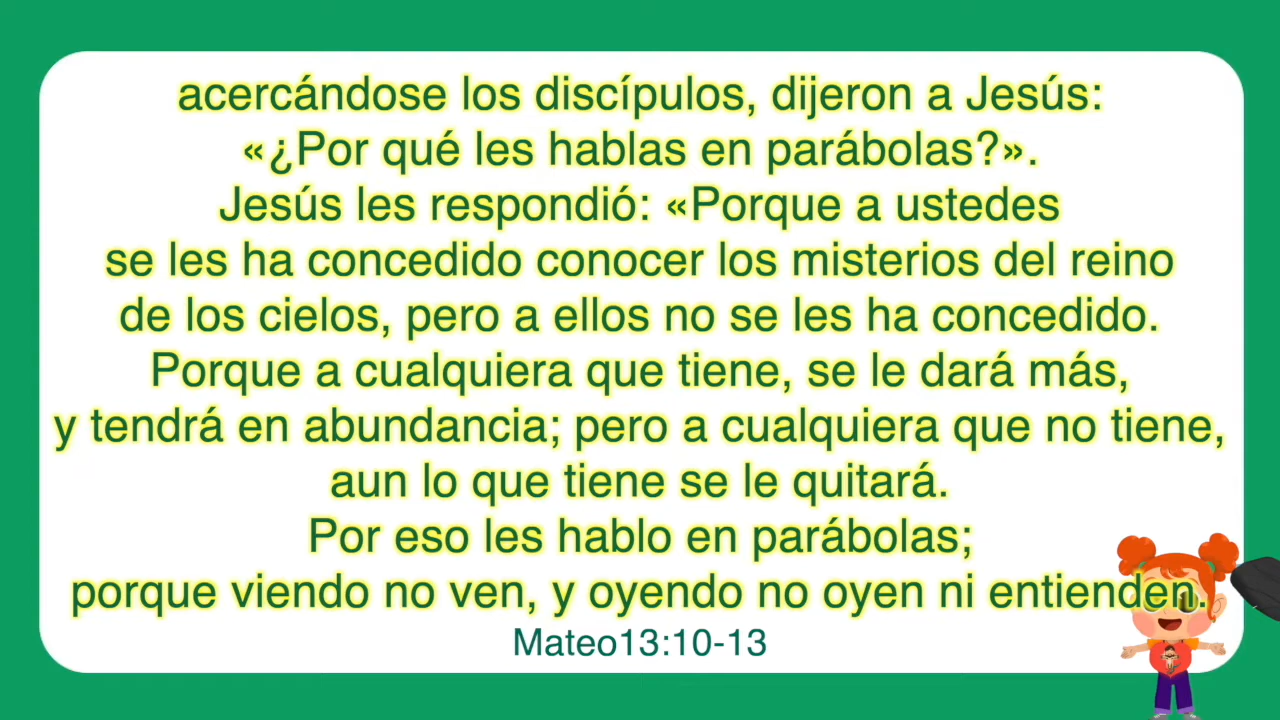 acercándose los discípulos, dijeron a Jesús:
«¿Por qué les hablas en parábolas?».
Jesús les respondió: «Porque a ustedes
se les ha concedido conocer los misterios del reino
de los cielos, pero a ellos no se les ha concedido.
Porque a cualquiera que tiene, se le dará más,
y tendrá en abundancia; pero a cualquiera que no tiene,
aun lo que tiene se le quitará.
Por eso les hablo en parábolas;
porque viendo no ven, y oyendo no oyen ni entienden.
Mateo13:10-13